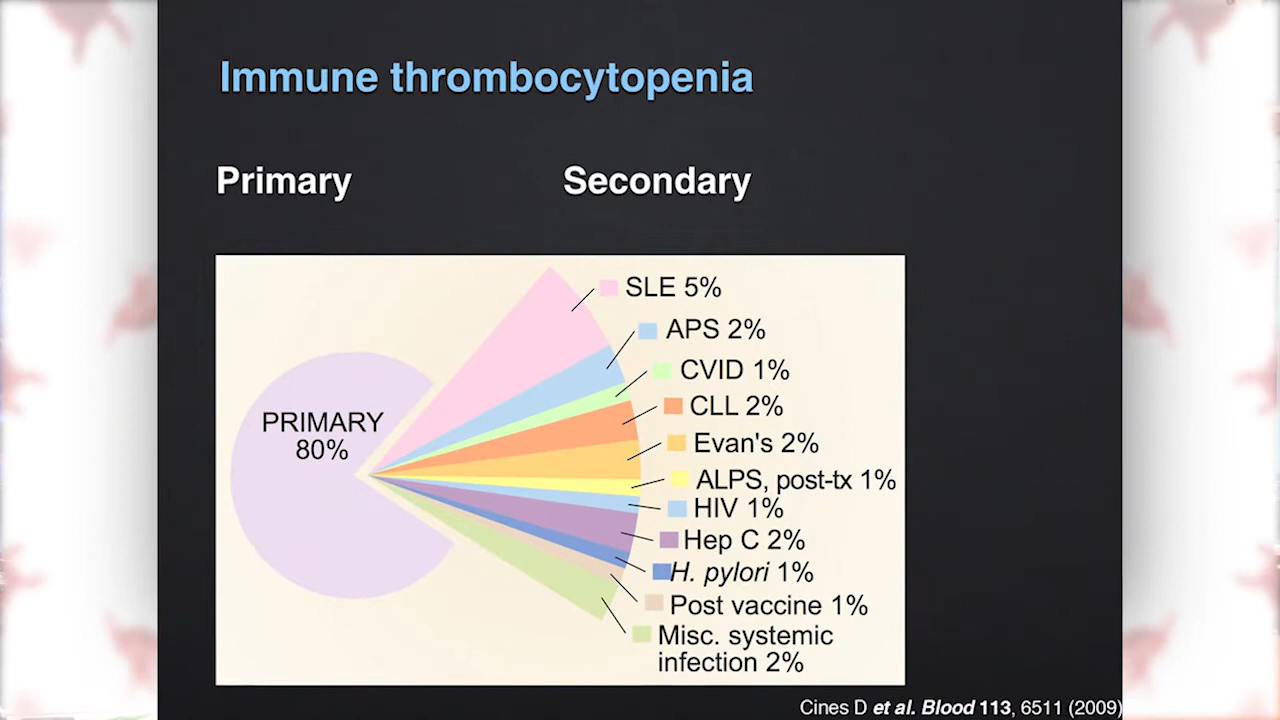 Immune thrombocytopenia
Primary
Secondary
PRIMARY
80%
SLE 5%
APS 2%
CVID 1%
CLL 2%
Evan's 2%
ALPS, post-tx 1%
HIV 1%
Hep C 2%
H. pylori 1%
Post vaccine 1%
Misc. systemic
infection 2%
Cines D et al. Blood 113, 6511 (2009)